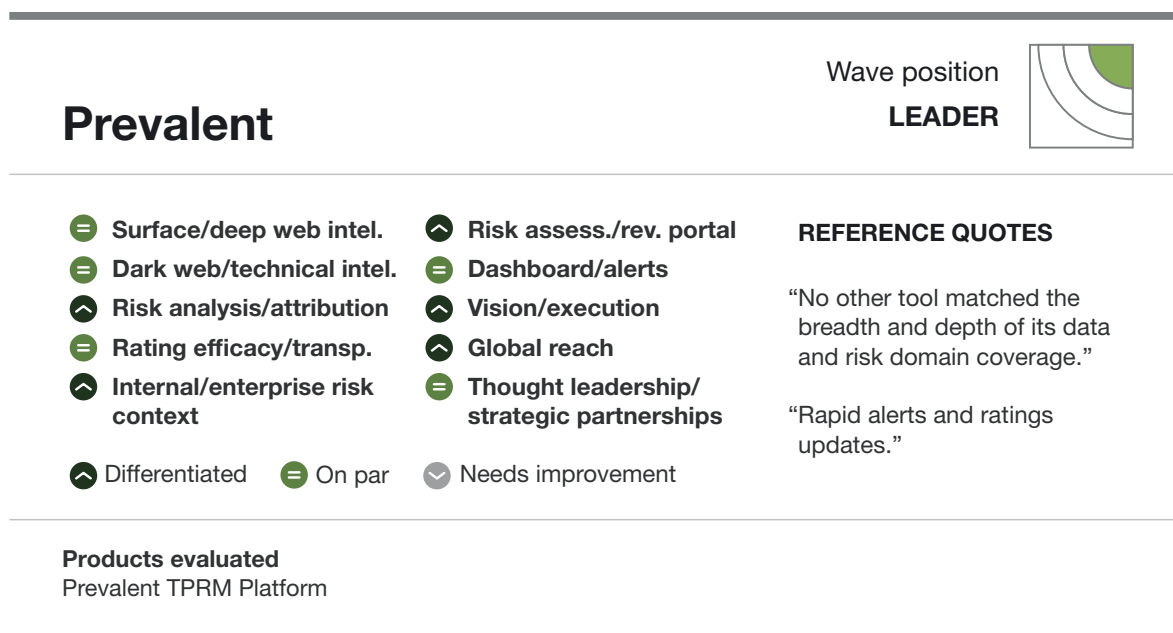 Wave position
LEADER
Prevalent
Surface/deep web intel.
Dark web/technical intel.
Risk analysis/attribution
Rating efficacy/transp.
Internal/enterprise risk
context
Risk assess./rev. portal
Dashboard/alerts
Vision/execution
Global reach
Thought leadership/
strategic partnerships
Differentiated
On par
Needs improvement
REFERENCE QUOTES
“No other tool matched the
breadth and depth of its data
and risk domain coverage.”
“Rapid alerts and ratings
updates.”
Products evaluated
Prevalent TPRM Platform